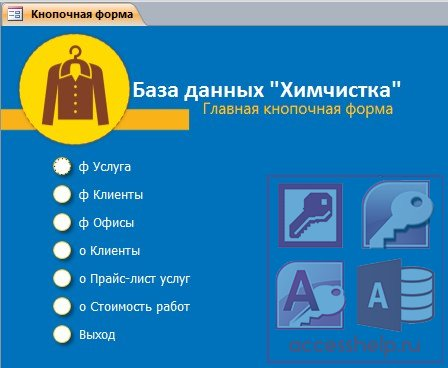 Кнопочная форма
База данных "Химчистка"
Главная кнопочная форма
ф Услуга
ф Клиенты
ф Офисы
о Клиенты
о Прайс-лист услуг
о Стоимость работ
Выход
A
A
accesshelp.ru